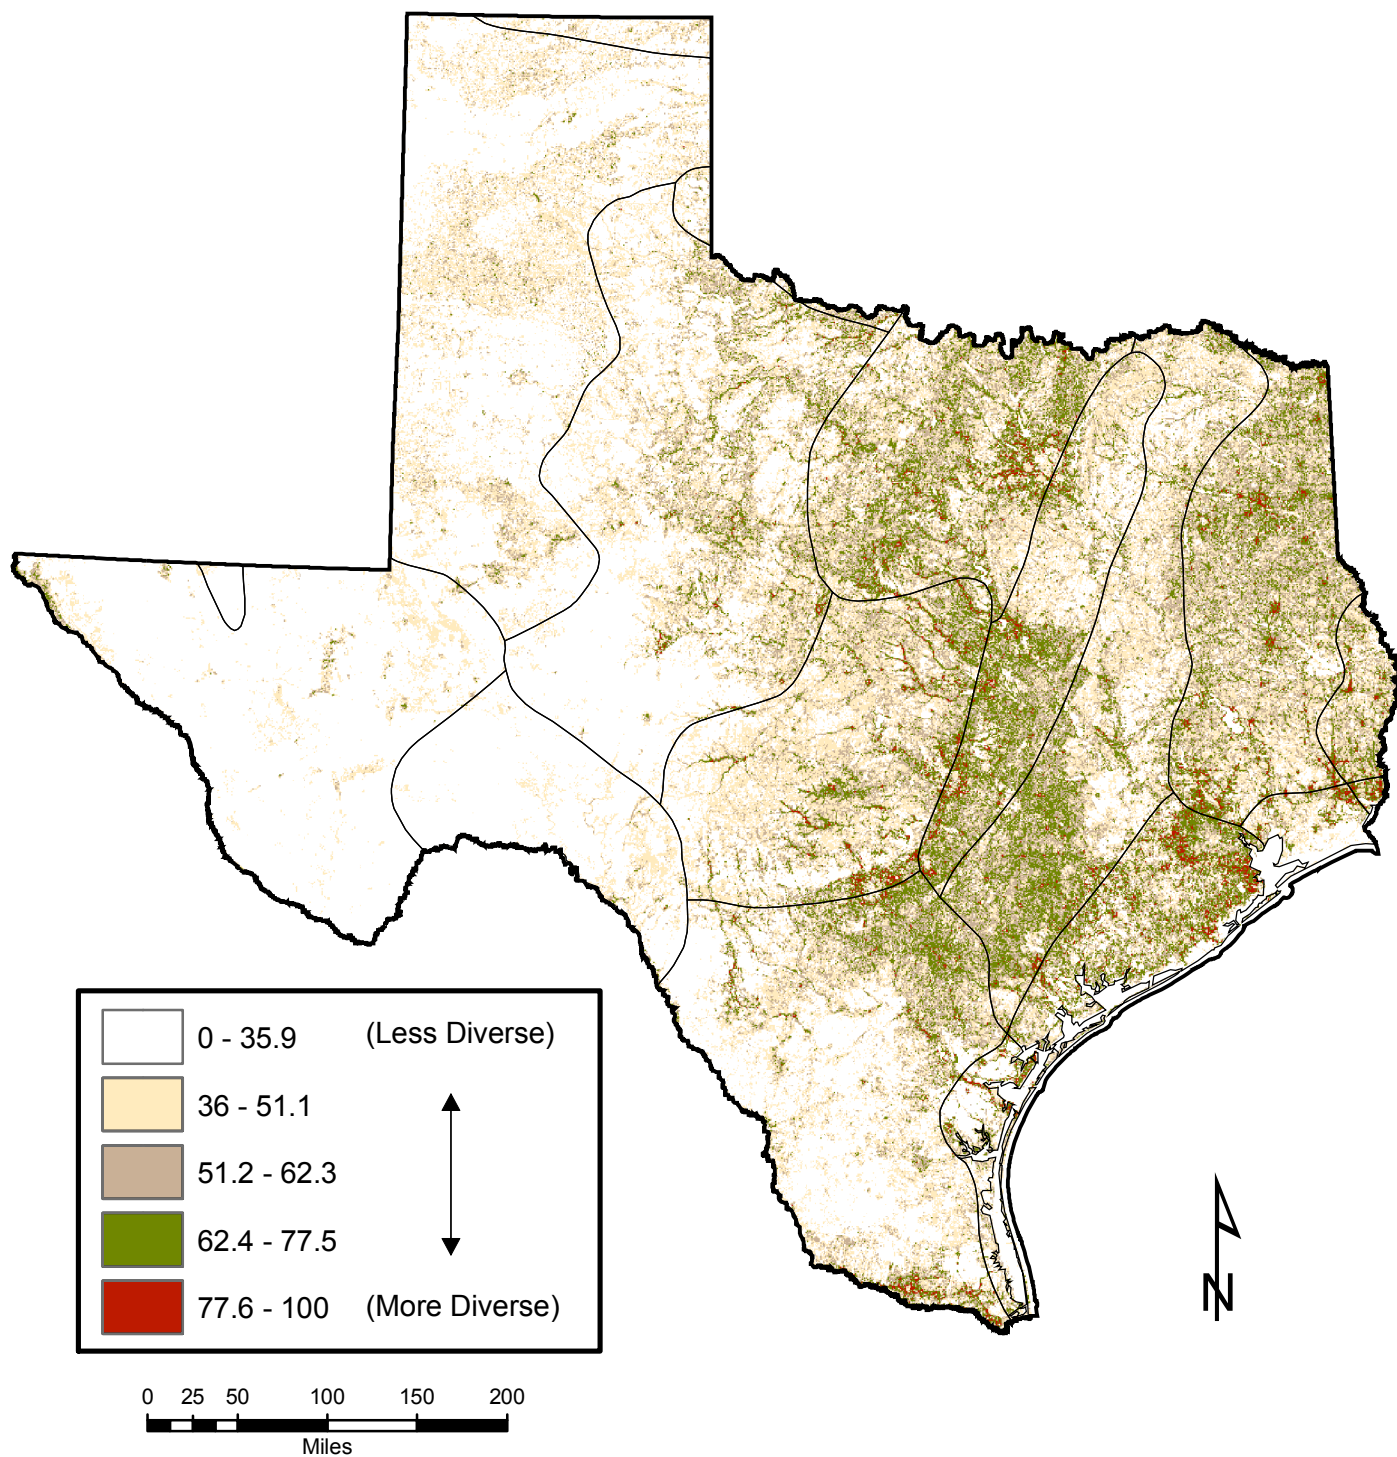 0 - 35.9 (Less Diverse)
36 - 51.1
51.2 - 62.3
62.4 - 77.5
77.6 - 100 (More Diverse)
N
0 25 50 100 150 200
Miles